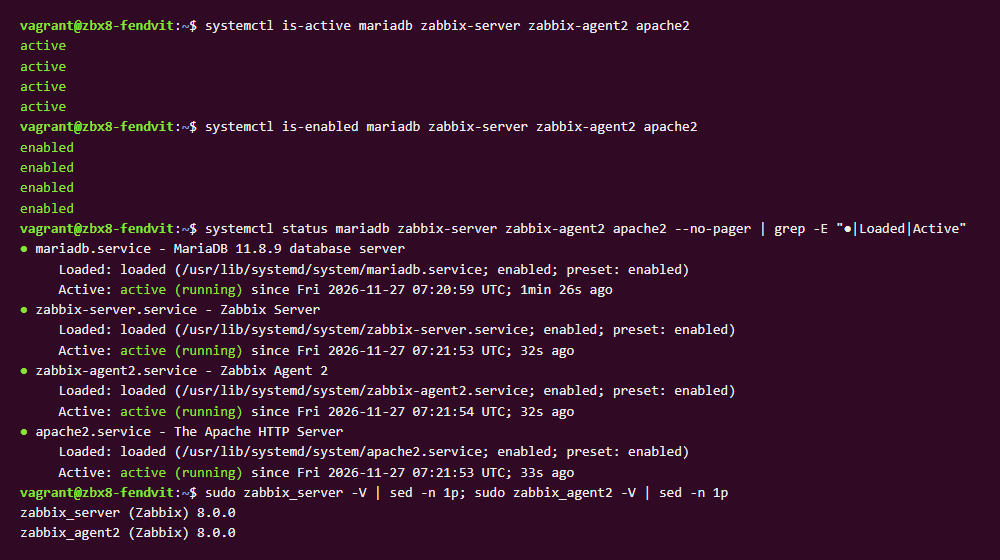 vagrant@zbx8-fendvit:~$ systemctl is-active mariadb zabbix-server zabbix-agent2 apache2
active
active
active
active
vagrant@zbx8-fendvit:~$ systemctl is-enabled mariadb zabbix-server zabbix-agent2 apache2
enabled
enabled
enabled
enabled
vagrant@zbx8-fendvit:~$ systemctl status mariadb zabbix-server zabbix-agent2 apache2 --no-pager | grep -E "●|Loaded|Active"
● mariadb.service - MariaDB 11.8.9 database server
     Loaded: loaded (/usr/lib/systemd/system/mariadb.service; enabled; preset: enabled)
     Active: active (running) since Fri 2026-11-27 07:20:59 UTC; 1min 26s ago
● zabbix-server.service - Zabbix Server
     Loaded: loaded (/usr/lib/systemd/system/zabbix-server.service; enabled; preset: enabled)
     Active: active (running) since Fri 2026-11-27 07:21:53 UTC; 32s ago
● zabbix-agent2.service - Zabbix Agent 2
     Loaded: loaded (/usr/lib/systemd/system/zabbix-agent2.service; enabled; preset: enabled)
     Active: active (running) since Fri 2026-11-27 07:21:54 UTC; 32s ago
● apache2.service - The Apache HTTP Server
     Loaded: loaded (/usr/lib/systemd/system/apache2.service; enabled; preset: enabled)
     Active: active (running) since Fri 2026-11-27 07:21:53 UTC; 33s ago
vagrant@zbx8-fendvit:~$ sudo zabbix_server -V | sed -n 1p; sudo zabbix_agent2 -V | sed -n 1p
zabbix_server (Zabbix) 8.0.0
zabbix_agent2 (Zabbix) 8.0.0